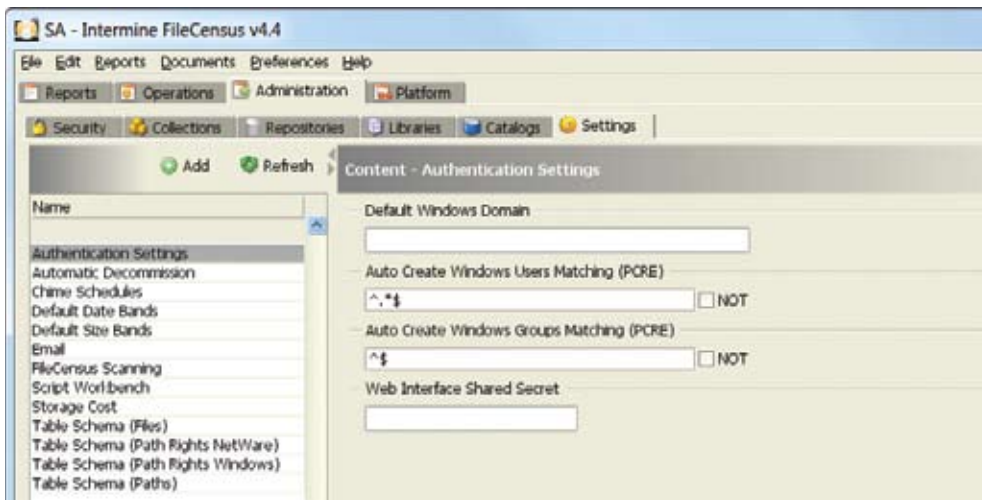 SA - Intermine FileCensus v4.4
File Edit Reports Documents Preferences Help
Reports Operations Administration Platform
Security Collections Repositories Libraries Catalogs Settings
Add Refresh
Content - Authentication Settings
Name
Authentication Settings
Automatic Decommission
Chime Schedules
Default Date Bands
Default Size Bands
Email
FileCensus Scanning
Script Workbench
Storage Cost
Table Schema (Files)
Table Schema (Path Rights NetWare)
Table Schema (Path Rights Windows)
Table Schema (Paths)
Default Windows Domain
Auto Create Windows Users Matching (PCRE)
^.*$ NOT
Auto Create Windows Groups Matching (PCRE)
^$ NOT
Web Interface Shared Secret